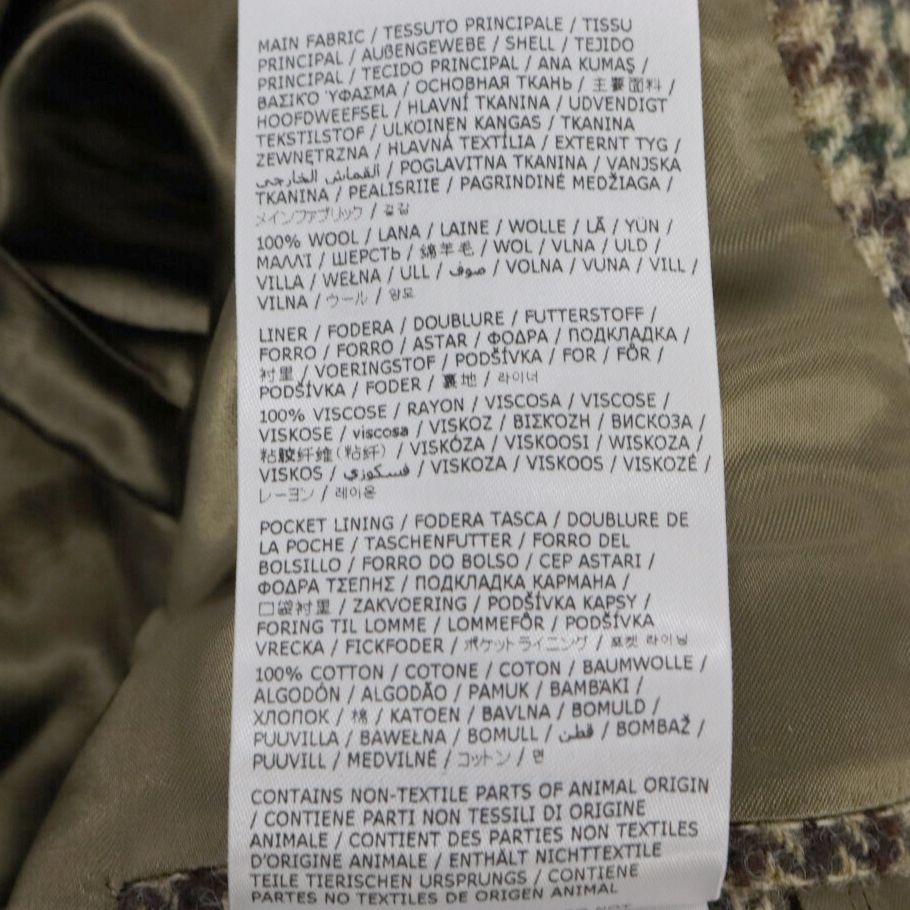 MAIN FABRIC / TESSUTO PRINCIPALE / TISSU
PRINCIPAL / AUßENGEWEBE / SHELL / TEJIDO
PRINCIPAL / TECIDO PRINCIPAL / ANA KUMAŞ /
ΒΑΣΙΚΌ ΎΦΑΣΜΑ / ОСНОВНАЯ ТКАНЬ / 主要面料 /
HOOFDWEEFSEL / HLAVNÍ TKANINA / UDVENDIGT
TEKSTILSTOF / ULKOINEN KANGAS / TKANINA
ZEWNĘTRZNA / HLAVNÁ TEXTÍLIA / EXTERNT TYG /
القماش الخارجي / POGLAVITNA TKANINA / VANJSKA
TKANINA / PEALISRIIE / PAGRINDINĖ MEDŽIAGA /
メインファブリック / 겉감
100% WOOL / LANA / LAINE / WOLLE / LÃ / YÜN /
ΜΑΛΛΊ / ШЕРСТЬ / 绵羊毛 / WOL / VLNA / ULD /
VILLA / WEŁNA / ULL / صوف / VOLNA / VUNA / VILL /
VILNA / ウール / 양모
LINER / FODERA / DOUBLURE / FUTTERSTOFF /
FORRO / FORRO / ASTAR / ΦΟΔΡΑ / ПОДКЛАДКА /
衬里 / VOERINGSTOF / PODŠÍVKA / FOR / FÔR /
PODŠÍVKA / FODER / 裏地 / 라이너
100% VISCOSE / RAYON / VISCOSA / VISCOSE /
VISKOSE / viscosa / VISKOZ / ΒΙΣΚΟΖΗ / ВИСКОЗА /
粘胶纤维(粘纤) / VISKÓZA / VISKOOSI / WISKOZA /
VISKOS / فسكوزي / VISKOZA / VISKOOS / VISKOZĖ /
レーヨン / 레이온
POCKET LINING / FODERA TASCA / DOUBLURE DE
LA POCHE / TASCHENFUTTER / FORRO DEL
BOLSILLO / FORRO DO BOLSO / CEP ASTARI /
ΦΟΔΡΑ ΤΣΕΠΗΣ / ПОДКЛАДКА КАРМАНА /
口袋衬里 / ZAKVOERING / PODŠÍVKA KAPSY /
FORING TIL LOMME / LOMMEFÔR / PODŠÍVKA
VRECKA / FICKFODER / ポケットライニング / 포켓 라이닝
100% COTTON / COTONE / COTON / BAUMWOLLE /
ALGODÓN / ALGODÃO / PAMUK / ΒΑΜΒΆΚΙ /
ХЛОПОК / 棉 / KATOEN / BAVLNA / BOMULD /
PUUVILLA / BAWEŁNA / BOMULL / قطن / BOMBAŽ /
PUUVILL / MEDVILNĖ / コットン / 면
CONTAINS NON-TEXTILE PARTS OF ANIMAL ORIGIN
/ CONTIENE PARTI NON TESSILI DI ORIGINE
ANIMALE / CONTIENT DES PARTIES NON TEXTILES
D'ORIGINE ANIMALE / ENTHÄLT NICHTTEXTILE
TEILE TIERISCHEN URSPRUNGS / CONTIENE
PARTES NO TEXTILES DE ORIGEN ANIMAL